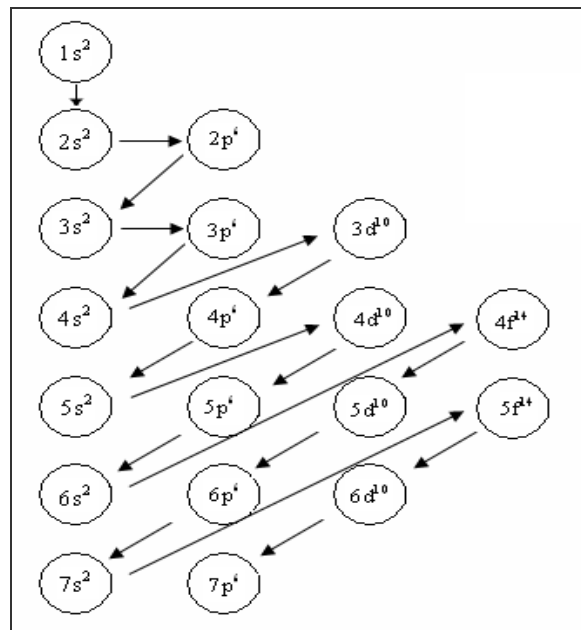 1s²
2s² 2p⁶
3s² 3p⁶ 3d¹⁰
4s² 4p⁶ 4d¹⁰ 4f¹⁴
5s² 5p⁶ 5d¹⁰ 5f¹⁴
6s² 6p⁶ 6d¹⁰
7s² 7p⁶